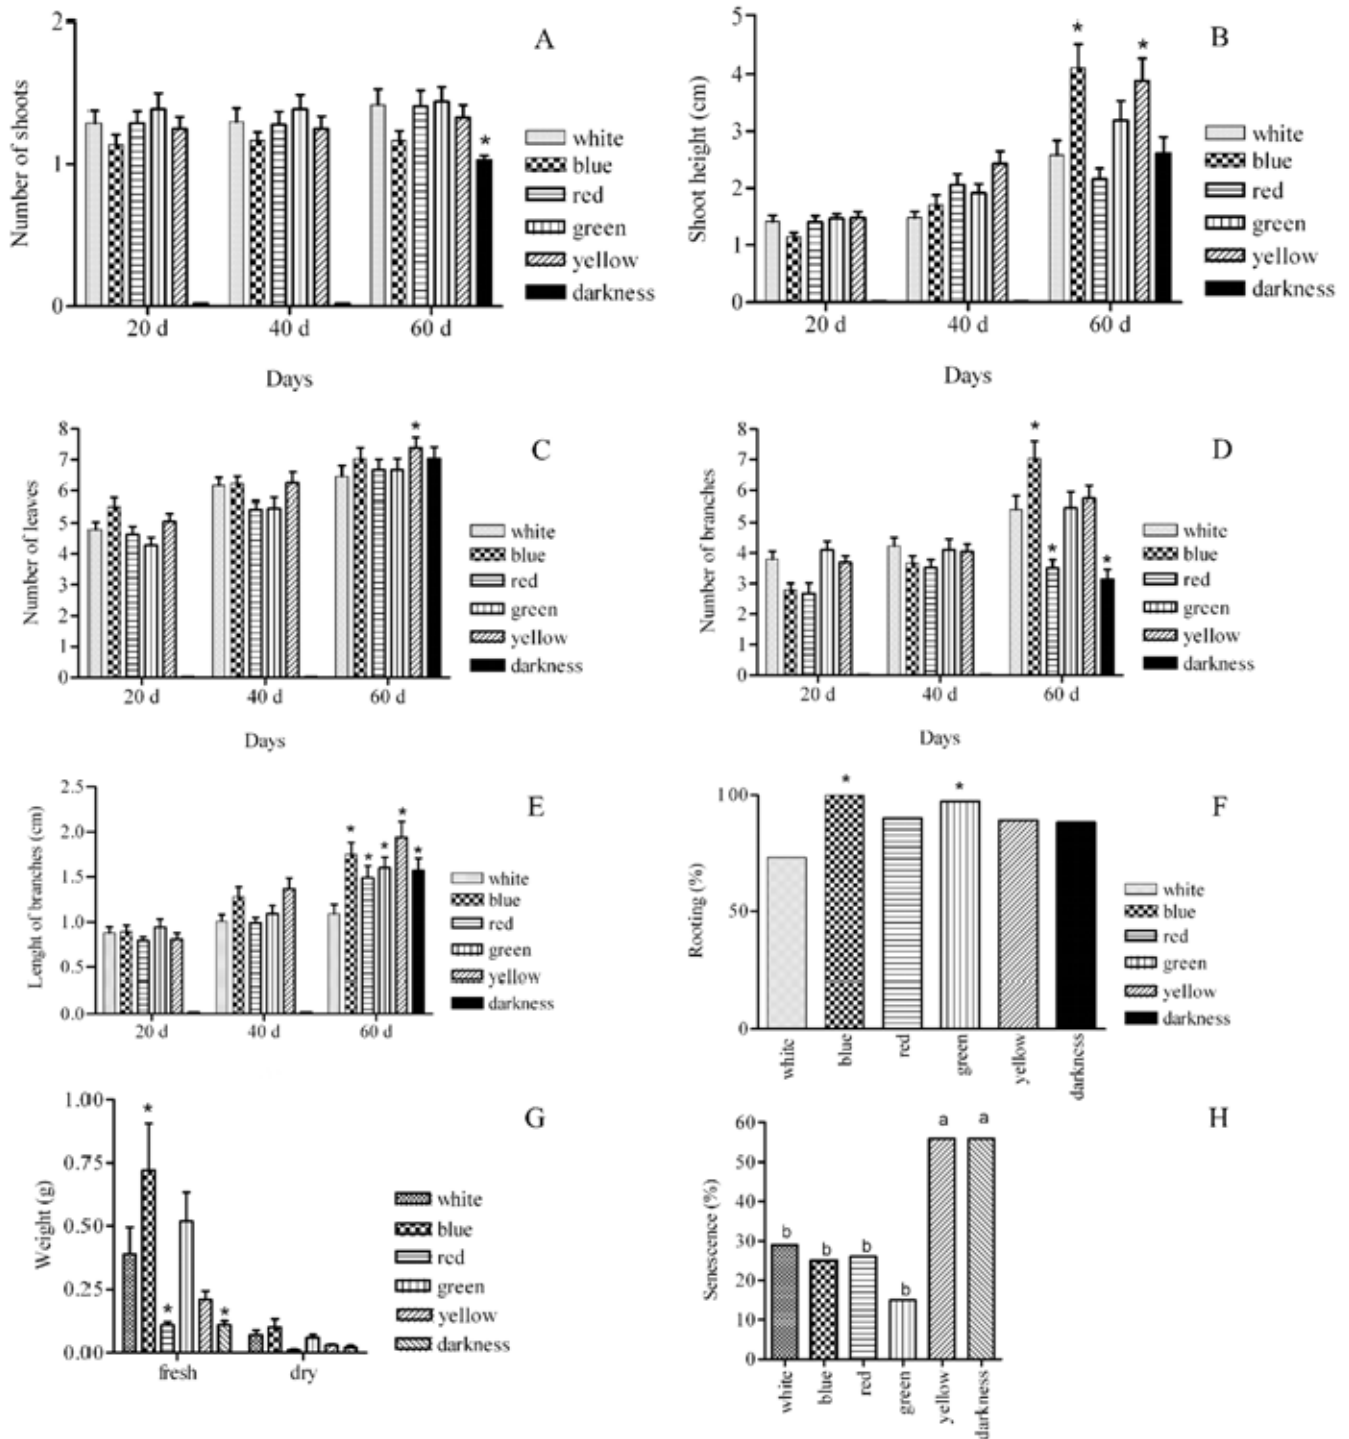 A
Number of shoots
2
1
0
*
20 d 40 d 60 d
Days
white
blue
red
green
yellow
darkness
B
Shoot height (cm)
5
4
3
2
1
0
* *
20 d 40 d 60 d
Days
white
blue
red
green
yellow
darkness
C
Number of leaves
8
7
6
5
4
3
2
1
0
*
20 d 40 d 60 d
Days
white
blue
red
green
yellow
darkness
D
Number of branches
8
7
6
5
4
3
2
1
0
* * *
20 d 40 d 60 d
Days
white
blue
red
green
yellow
darkness
E
Lenght of branches (cm)
2.5
2.0
1.5
1.0
0.5
0.0
* * * * *
20 d 40 d 60 d
white
blue
red
green
yellow
darkness
F
Rooting (%)
100
50
0
* *
white
blue
red
green
yellow
darkness
white
blue
red
green
yellow
darkness
G
Weight (g)
1.00
0.75
0.50
0.25
0.00
* * *
fresh dry
white
blue
red
green
yellow
darkness
H
Senescence (%)
60
50
40
30
20
10
0
b b b b a a
white
blue
red
green
yellow
darkness